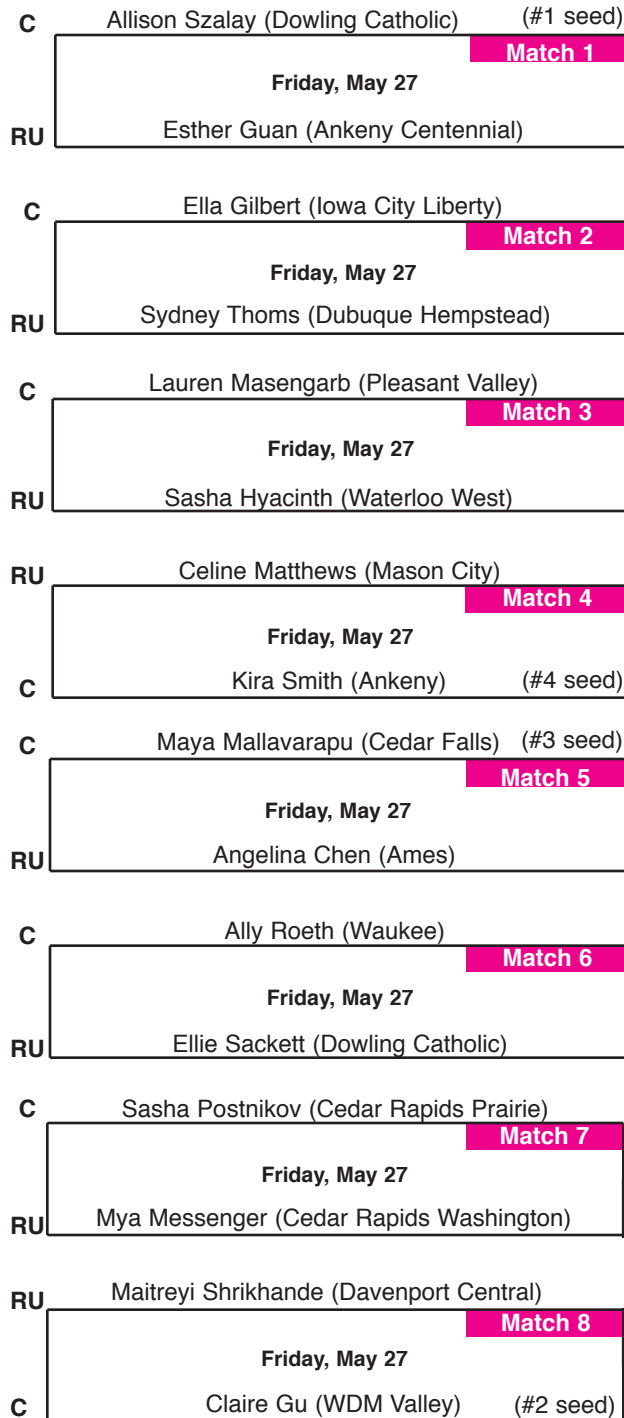 C Allison Szalay (Dowling Catholic) (#1 seed)
Match 1
Friday, May 27
RU Esther Guan (Ankeny Centennial)
C Ella Gilbert (Iowa City Liberty)
Match 2
Friday, May 27
RU Sydney Thoms (Dubuque Hempstead)
C Lauren Masengarb (Pleasant Valley)
Match 3
Friday, May 27
RU Sasha Hyacinth (Waterloo West)
RU Celine Matthews (Mason City)
Match 4
Friday, May 27
C Kira Smith (Ankeny) (#4 seed)
C Maya Mallavarapu (Cedar Falls) (#3 seed)
Match 5
Friday, May 27
RU Angelina Chen (Ames)
C Ally Roeth (Waukee)
Match 6
Friday, May 27
RU Ellie Sackett (Dowling Catholic)
C Sasha Postnikov (Cedar Rapids Prairie)
Match 7
Friday, May 27
RU Mya Messenger (Cedar Rapids Washington)
RU Maitreyi Shrikhande (Davenport Central)
Match 8
Friday, May 27
C Claire Gu (WDM Valley) (#2 seed)